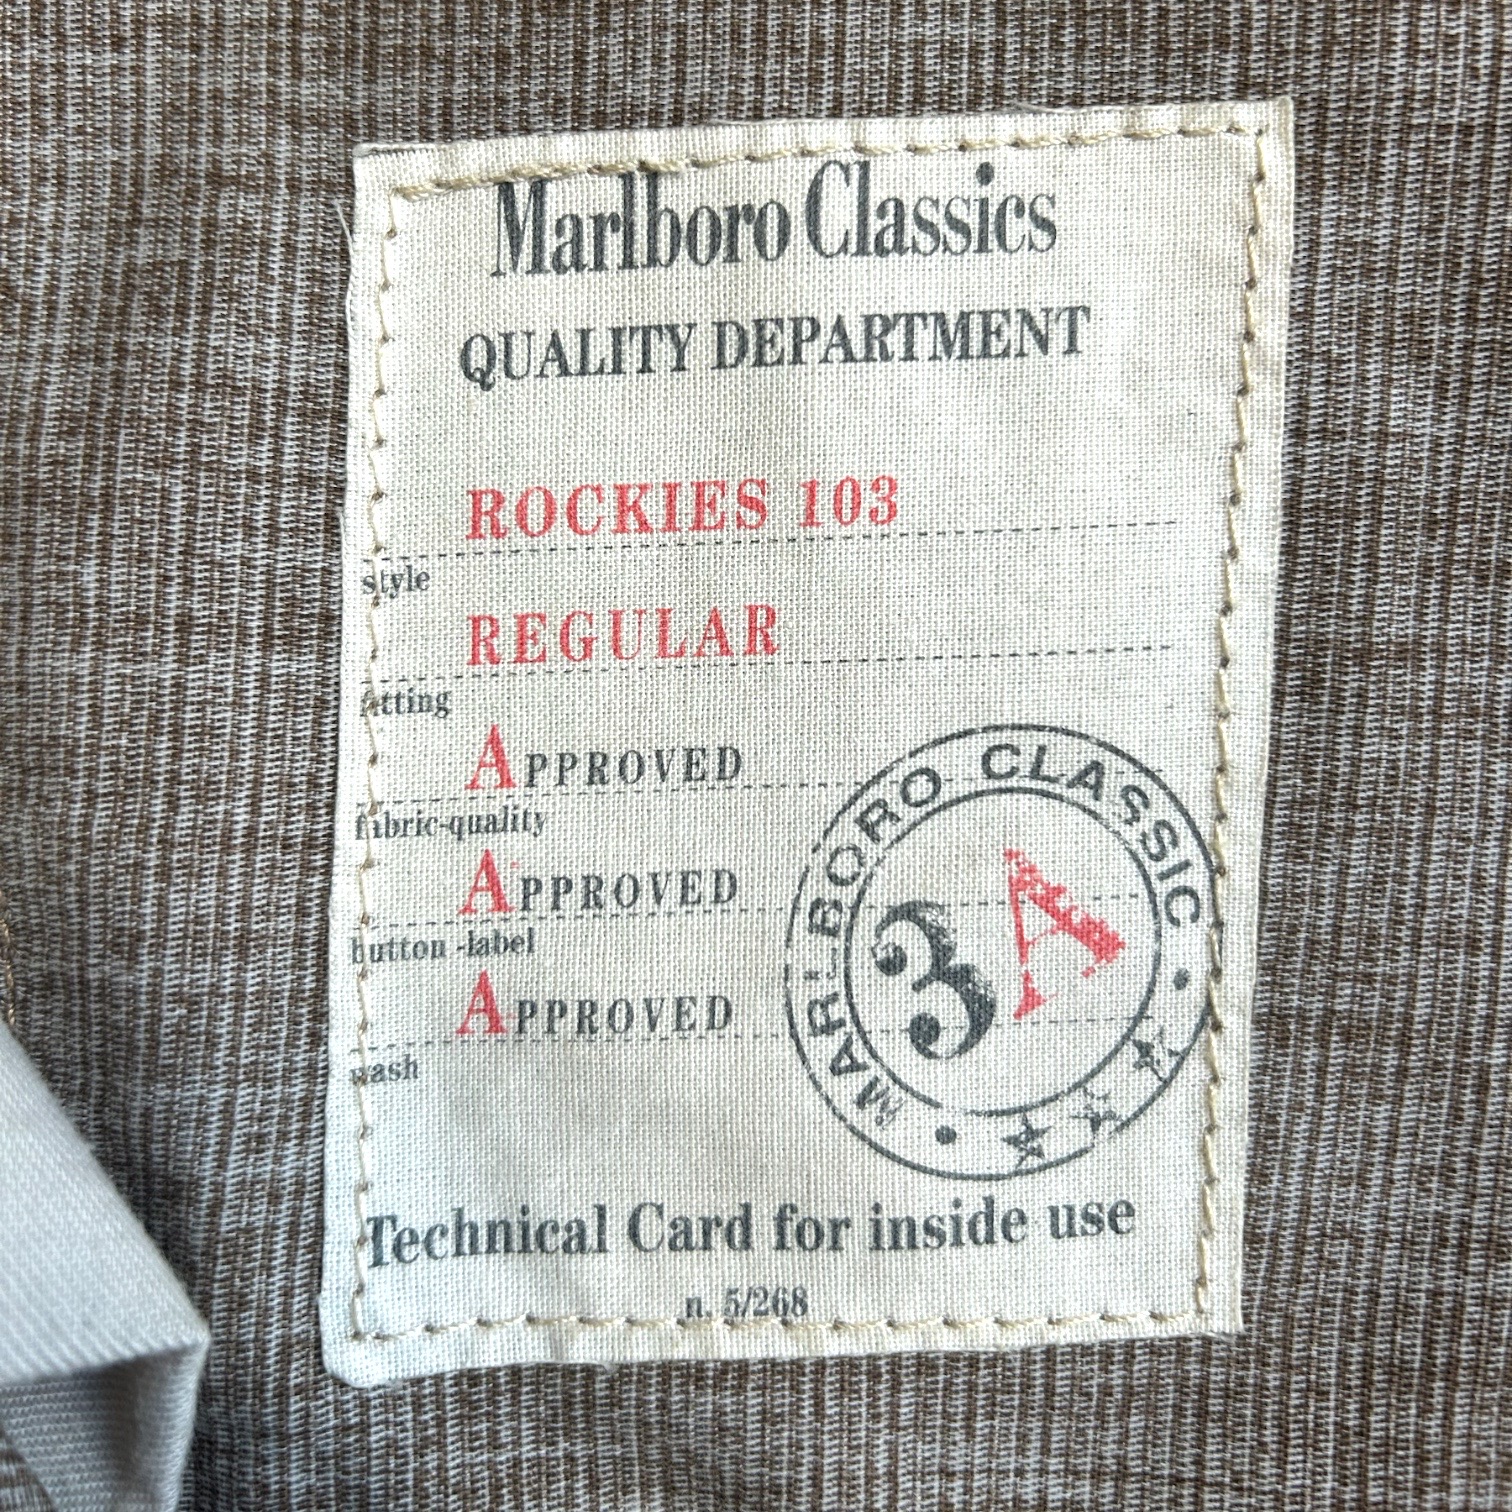 Marlboro Classics
QUALITY DEPARTMENT
ROCKIES 103
style
REGULAR
fitting
APPROVED
fabric-quality
APPROVED
button-label
APPROVED
wash
• MARLBORO CLASSIC •
3A
Technical Card for inside use
n. 5/268